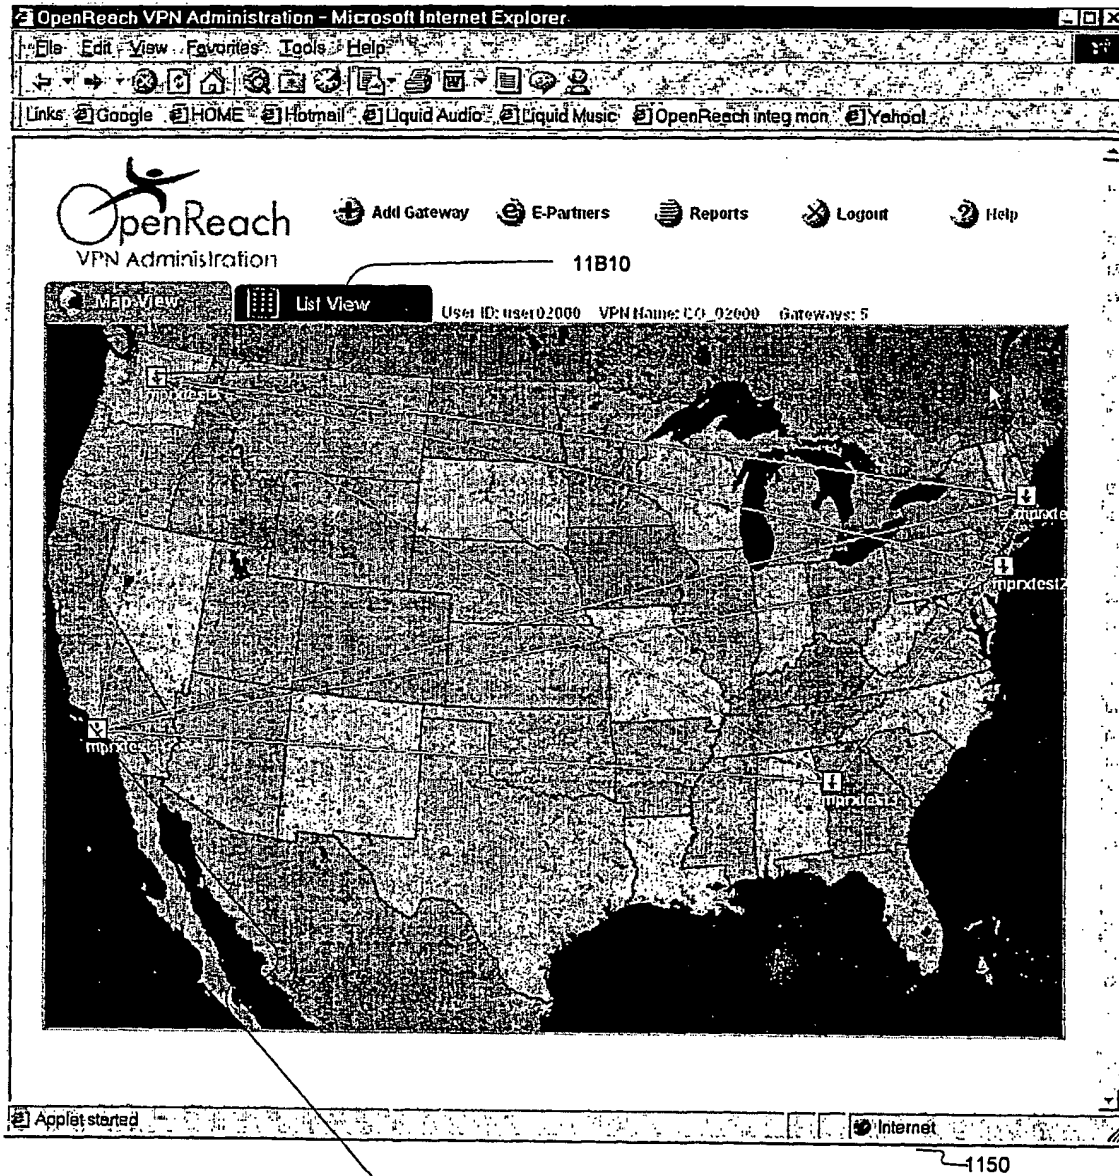 OpenReach VPN Administration - Microsoft Internet Explorer
File Edit View Favorites Tools Help
Links Google HOME Hotmail Liquid Audio Liquid Music OpenReach integ mon Yahoo!
OpenReach
VPN Administration
Add Gateway E-Partners Reports Logout Help
11B10
Map View List View User ID: user02000 VPN Name: CO_02000 Gateways: 5
mprxte
mprxtest2
mprxtest3
Applet started Internet
1150